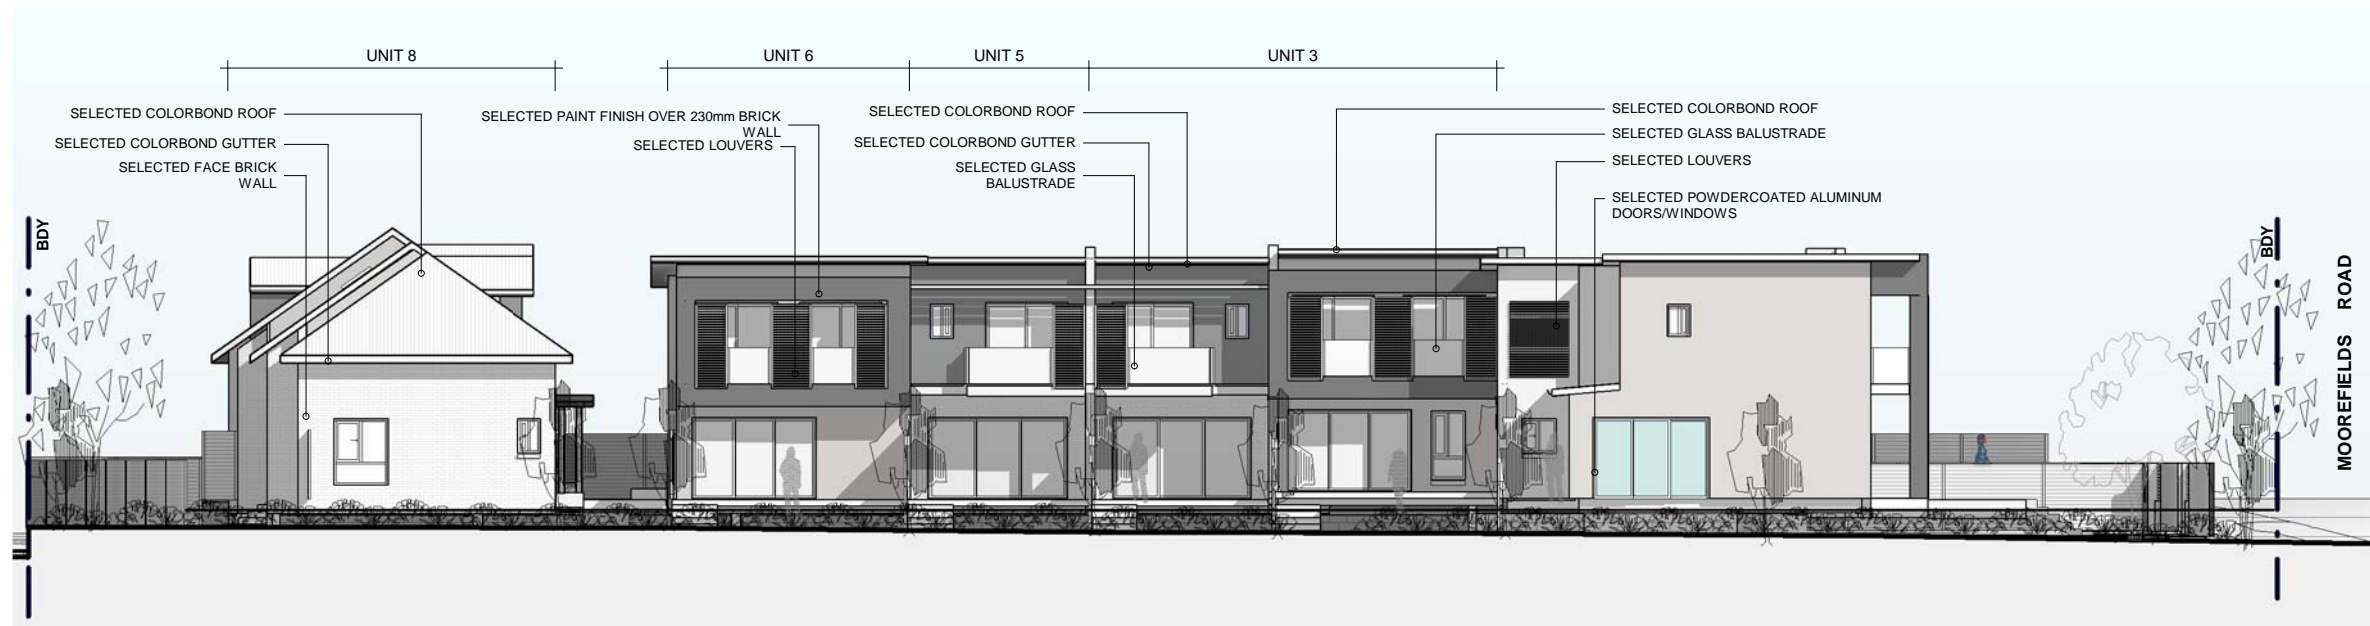 UNIT 8
UNIT 6
UNIT 5
UNIT 3
SELECTED COLORBOND ROOF
SELECTED COLORBOND GUTTER
SELECTED FACE BRICK
WALL
SELECTED PAINT FINISH OVER 230mm BRICK
WALL
SELECTED LOUVERS
SELECTED COLORBOND ROOF
SELECTED COLORBOND GUTTER
SELECTED GLASS
BALUSTRADE
SELECTED COLORBOND ROOF
SELECTED GLASS BALUSTRADE
SELECTED LOUVERS
SELECTED POWDERCOATED ALUMINUM
DOORS/WINDOWS
BDY
BDY
MOOREFIELDS ROAD